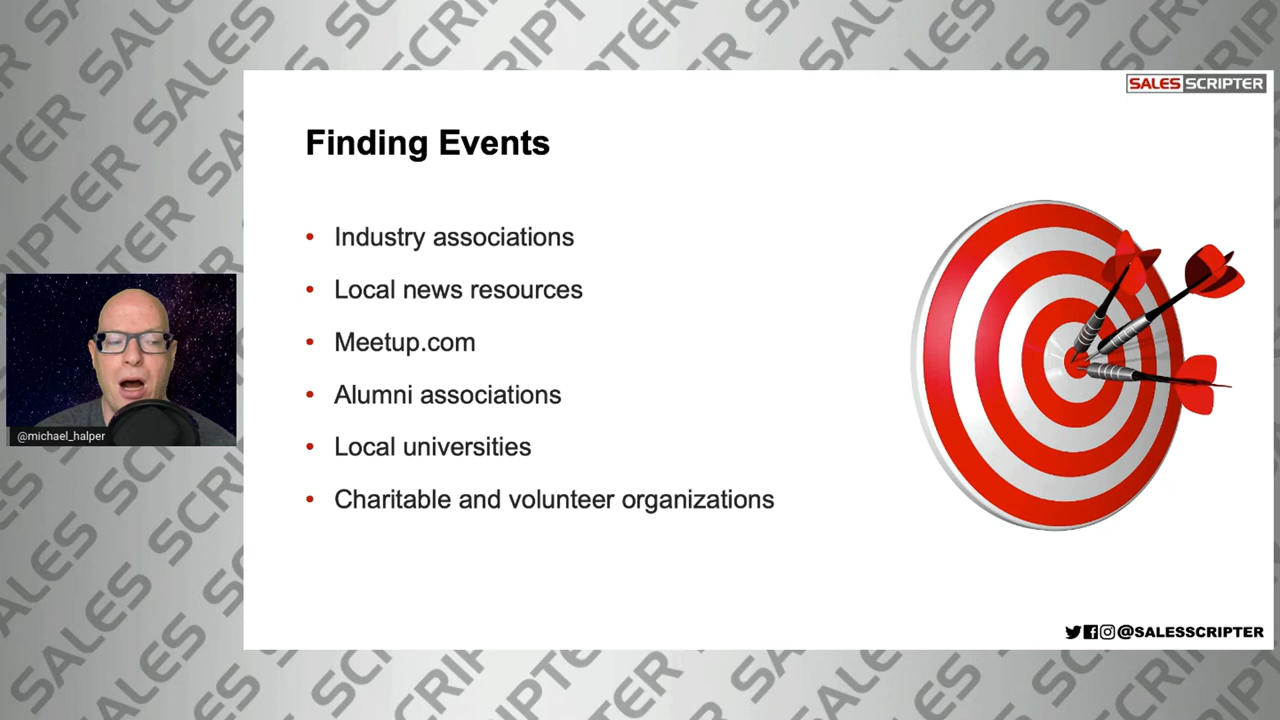 SALES SCRIPTER
Finding Events
• Industry associations
• Local news resources
• Meetup.com
• Alumni associations
• Local universities
• Charitable and volunteer organizations
@michael_halper
@SALESSCRIPTER